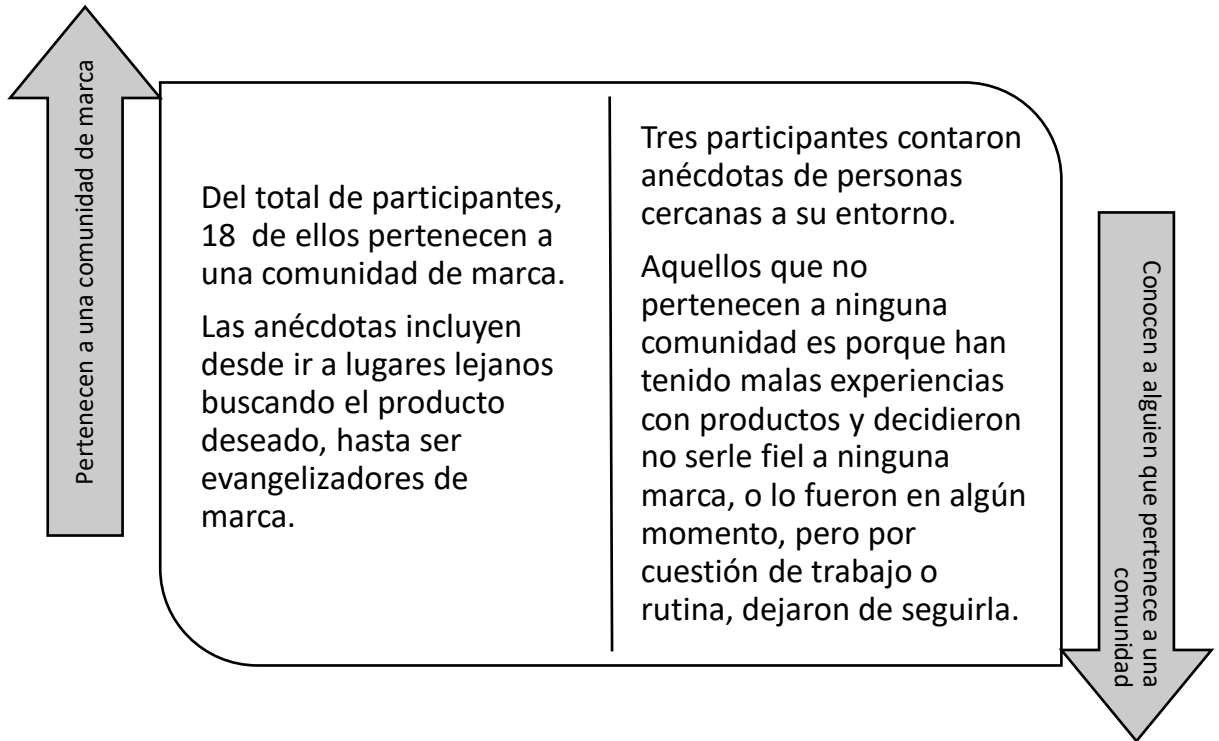 Pertenecen a una comunidad de marca
Del total de participantes,
18 de ellos pertenecen a
una comunidad de marca.
Las anécdotas incluyen
desde ir a lugares lejanos
buscando el producto
deseado, hasta ser
evangelizadores de
marca.
Tres participantes contaron
anécdotas de personas
cercanas a su entorno.
Aquellos que no
pertenecen a ninguna
comunidad es porque han
tenido malas experiencias
con productos y decidieron
no serle fiel a ninguna
marca, o lo fueron en algún
momento, pero por
cuestión de trabajo o
rutina, dejaron de seguirla.
Conocen a alguien que pertenece a una
comunidad